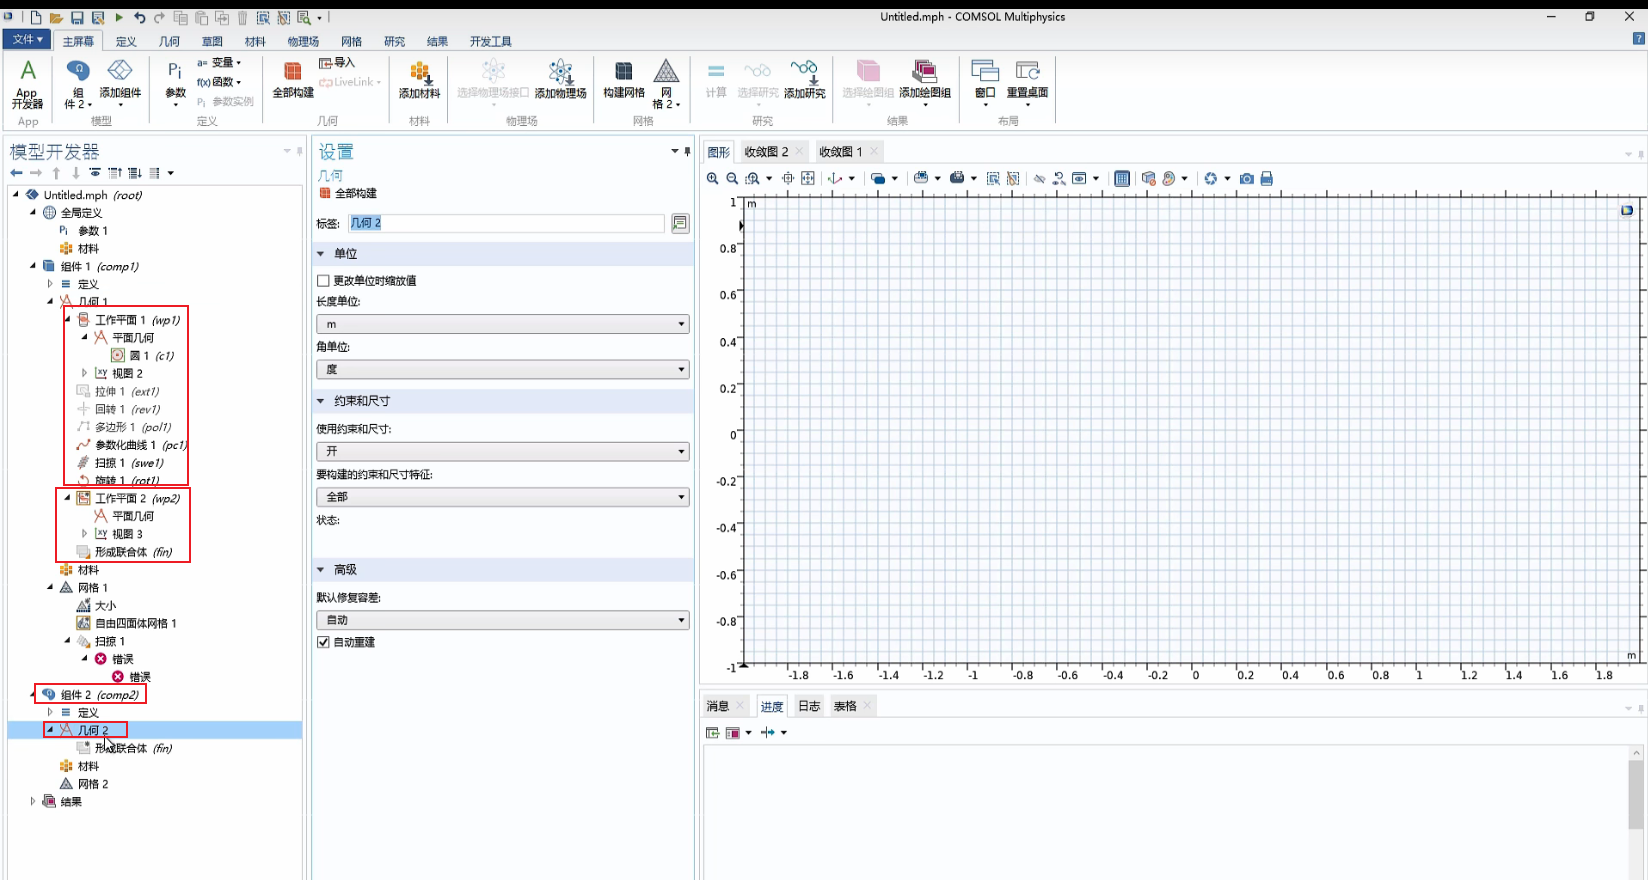 Untitled.mph - COMSOL Multiphysics
文件 主屏幕 定义 几何 草图 材料 物理场 网格 研究 结果 开发工具
A Pi a= 变量 导入
f(x) 函数 LiveLink
App 开发器 组件 2 添加组件 参数 Pi 参数实例 全部构建 添加材料 选择物理场接口 添加物理场 构建网格 网格 2 计算 选择研究 添加研究 选择绘图组 添加绘图组 窗口 重置桌面
App 模型 定义 几何 材料 物理场 网格 研究 结果 布局
模型开发器
Untitled.mph (root)
全局定义
Pi 参数 1
材料
组件 1 (comp1)
定义
几何 1
工作平面 1 (wp1)
平面几何
圆 1 (c1)
xy 视图 2
拉伸 1 (ext1)
回转 1 (rev1)
多边形 1 (pol1)
参数化曲线 1 (pc1)
扫掠 1 (swe1)
旋转 1 (rot1)
工作平面 2 (wp2)
平面几何
xy 视图 3
形成联合体 (fin)
材料
网格 1
大小
自由四面体网格 1
扫掠 1
错误
错误
组件 2 (comp2)
定义
几何 2
形成联合体 (fin)
材料
网格 2
结果
设置
几何
全部构建
标签: 几何 2
单位
更改单位时缩放值
长度单位:
m
角单位:
度
约束和尺寸
使用约束和尺寸:
开
要构建的约束和尺寸特征:
全部
状态:
高级
默认修复容差:
自动
自动重建
图形 收敛图 2 收敛图 1
1 m
0.8
0.6
0.4
0.2
0
-0.2
-0.4
-0.6
-0.8
-1 m
-1.8 -1.6 -1.4 -1.2 -1 -0.8 -0.6 -0.4 -0.2 0 0.2 0.4 0.6 0.8 1 1.2 1.4 1.6 1.8
消息 进度 日志 表格